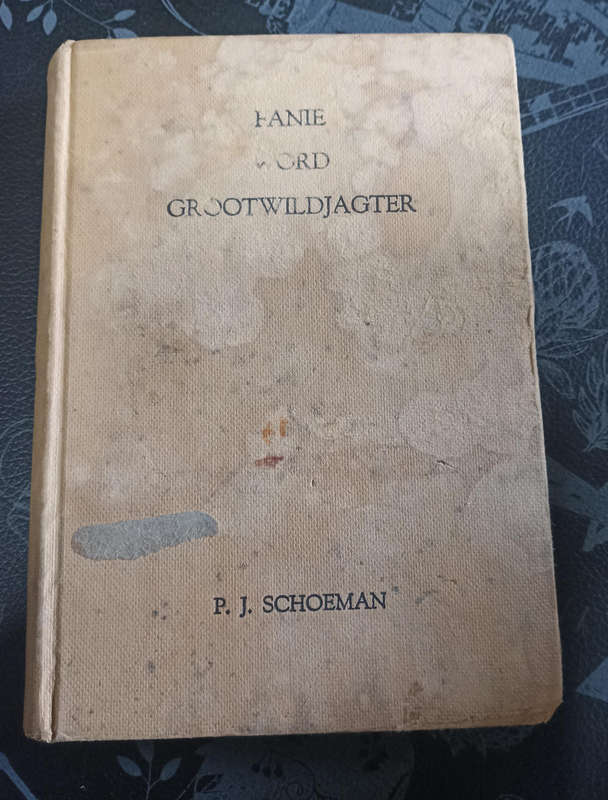 FANIE
WORD
GROOTWILDJAGTER
P. J. SCHOEMAN